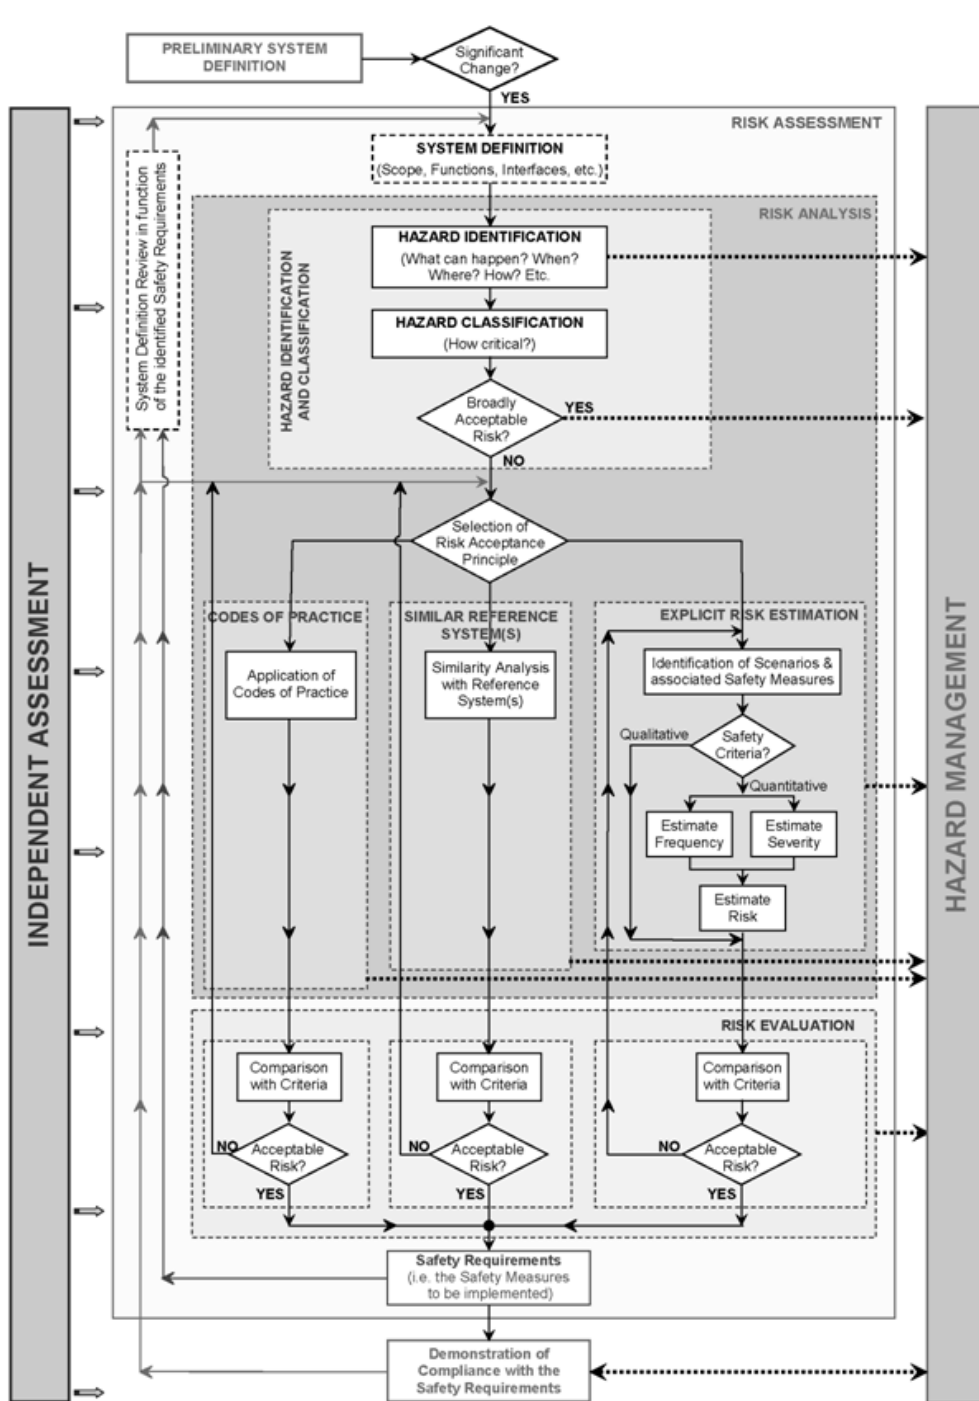 PRELIMINARY SYSTEM
DEFINITION
Significant
Change?
YES
RISK ASSESSMENT
SYSTEM DEFINITION
(Scope, Functions, Interfaces, etc.)
System Definition Review in function
of the identified Safety Requirements
RISK ANALYSIS
HAZARD IDENTIFICATION
AND CLASSIFICATION
HAZARD IDENTIFICATION
(What can happen? When?
Where? How? Etc.
HAZARD CLASSIFICATION
(How critical?)
Broadly
Acceptable
Risk?
YES
NO
Selection of
Risk Acceptance
Principle
INDEPENDENT ASSESSMENT
HAZARD MANAGEMENT
CODES OF PRACTICE
Application of
Codes of Practice
SIMILAR REFERENCE
SYSTEM(S)
Similarity Analysis
with Reference
System(s)
EXPLICIT RISK ESTIMATION
Identification of Scenarios &
associated Safety Measures
Qualitative
Safety
Criteria?
Quantitative
Estimate
Frequency
Estimate
Severity
Estimate
Risk
RISK EVALUATION
Comparison
with Criteria
Comparison
with Criteria
Comparison
with Criteria
NO
Acceptable
Risk?
YES
NO
Acceptable
Risk?
YES
NO
Acceptable
Risk?
YES
Safety Requirements
(i.e. the Safety Measures
to be implemented)
Demonstration of
Compliance with the
Safety Requirements